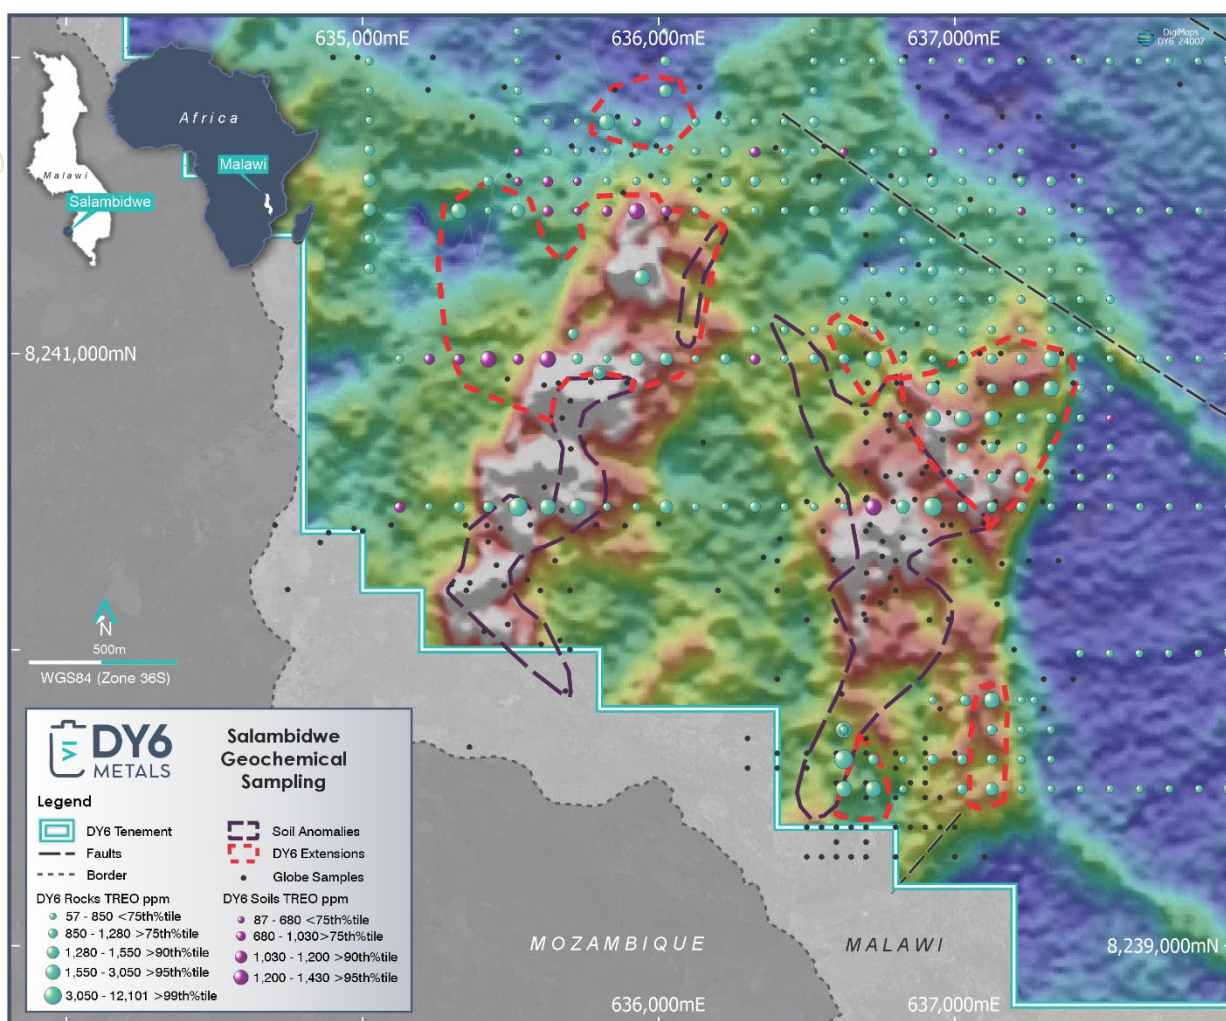 635,000mE
636,000mE
637,000mE
DigiMaps
DY6 24007
Africa
Malawi
Malawi
Salambidwe
8,241,000mN
N
500m
WGS84 (Zone 36S)
DY6
METALS
Salambidwe
Geochemical
Sampling
Legend
DY6 Tenement
Faults
Border
Soil Anomalies
DY6 Extensions
Globe Samples
DY6 Rocks TREO ppm
57 - 850 <75th%tile
850 - 1,280 >75th%tile
1,280 - 1,550 >90th%tile
1,550 - 3,050 >95th%tile
3,050 - 12,101 >99th%tile
DY6 Soils TREO ppm
87 - 680 <75th%tile
680 - 1,030>75th%tile
1,030 - 1,200 >90th%tile
1,200 - 1,430 >95th%tile
MOZAMBIQUE
MALAWI
8,239,000mN
636,000mE
637,000mE